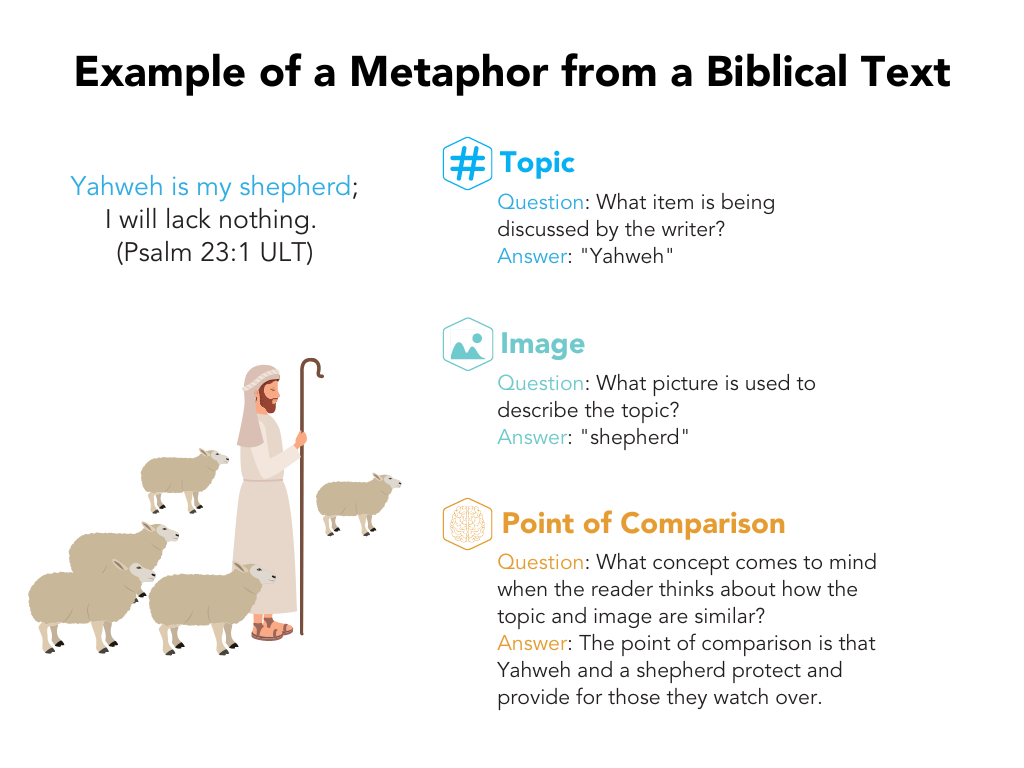 Example of a Metaphor from a Biblical Text
Yahweh is my shepherd;
I will lack nothing.
(Psalm 23:1 ULT)
# Topic
Question: What item is being
discussed by the writer?
Answer: "Yahweh"
Image
Question: What picture is used to
describe the topic?
Answer: "shepherd"
Point of Comparison
Question: What concept comes to mind
when the reader thinks about how the
topic and image are similar?
Answer: The point of comparison is that
Yahweh and a shepherd protect and
provide for those they watch over.